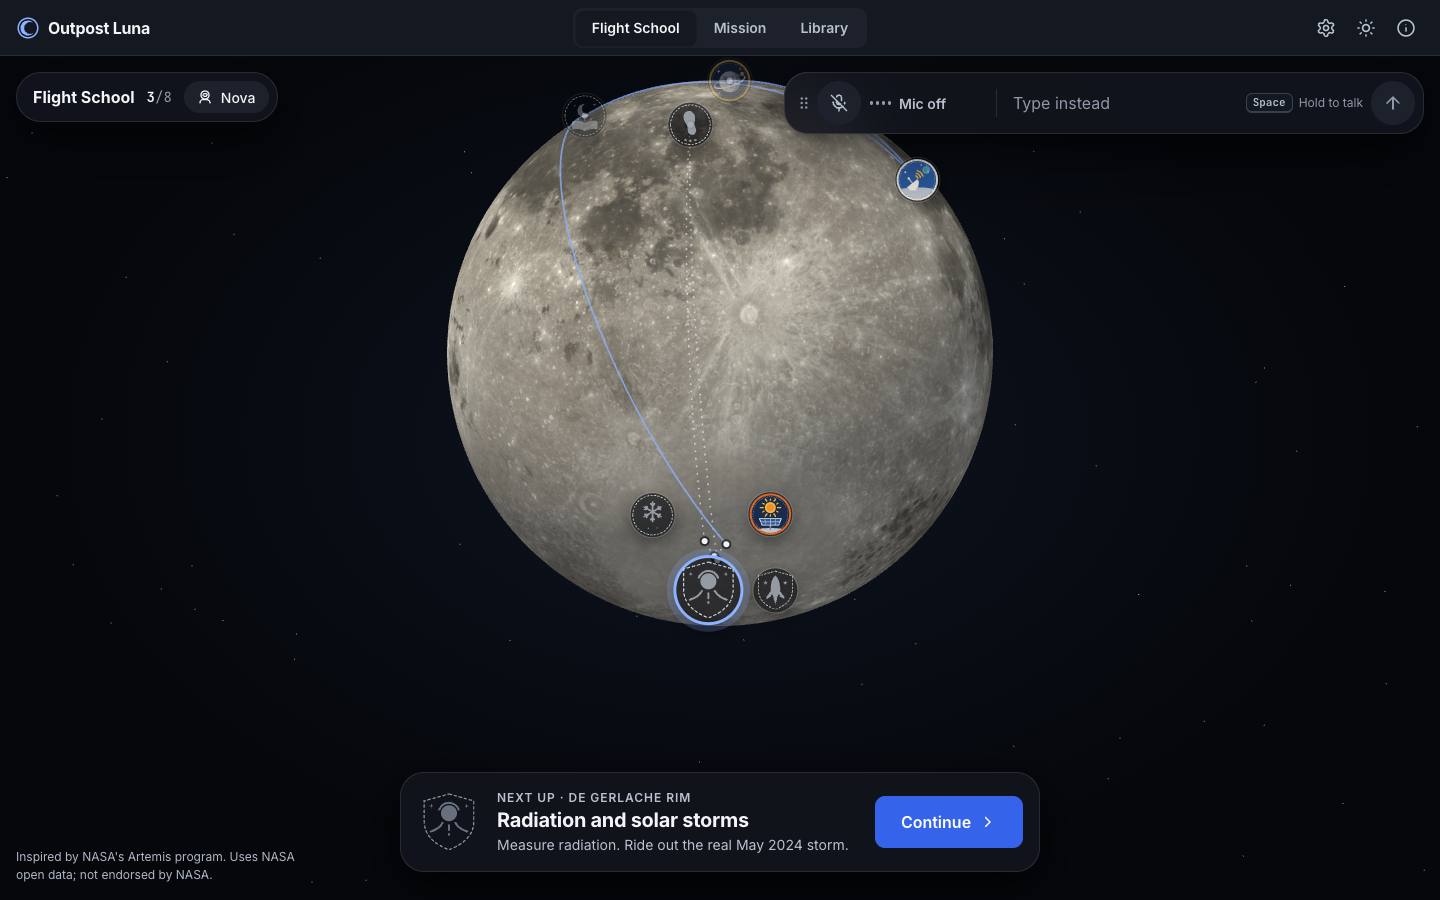 Outpost Luna
Flight School
Mission
Library
Flight School 3/8 Nova
Mic off
Type instead
Space Hold to talk
NEXT UP · DE GERLACHE RIM
Radiation and solar storms
Measure radiation. Ride out the real May 2024 storm.
Continue
Inspired by NASA's Artemis program. Uses NASA
open data; not endorsed by NASA.